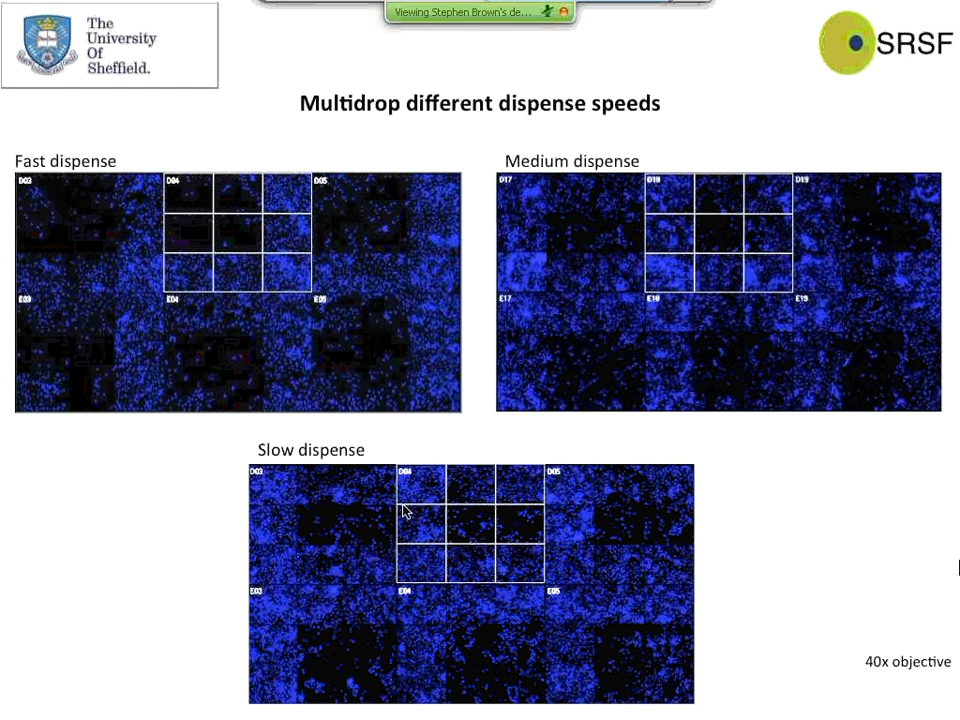 Viewing Stephen Brown's de...
The
University
Of
Sheffield.
SRSF
Multidrop different dispense speeds
Fast dispense
Medium dispense
D03 D04 D05
D17 D18 D19
E03 E04 E05
E17 E18 E19
Slow dispense
D03 D04 D05
E03 E04 E05
40x objective